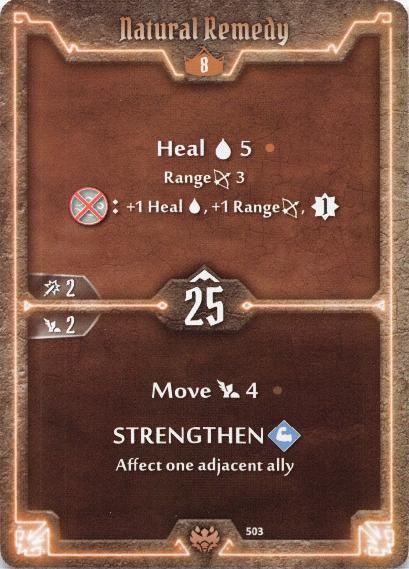 Natural Remedy
8
Heal 5
Range 3
: +1 Heal , +1 Range , 1
2
25
2
Move 4
STRENGTHEN
Affect one adjacent ally
503